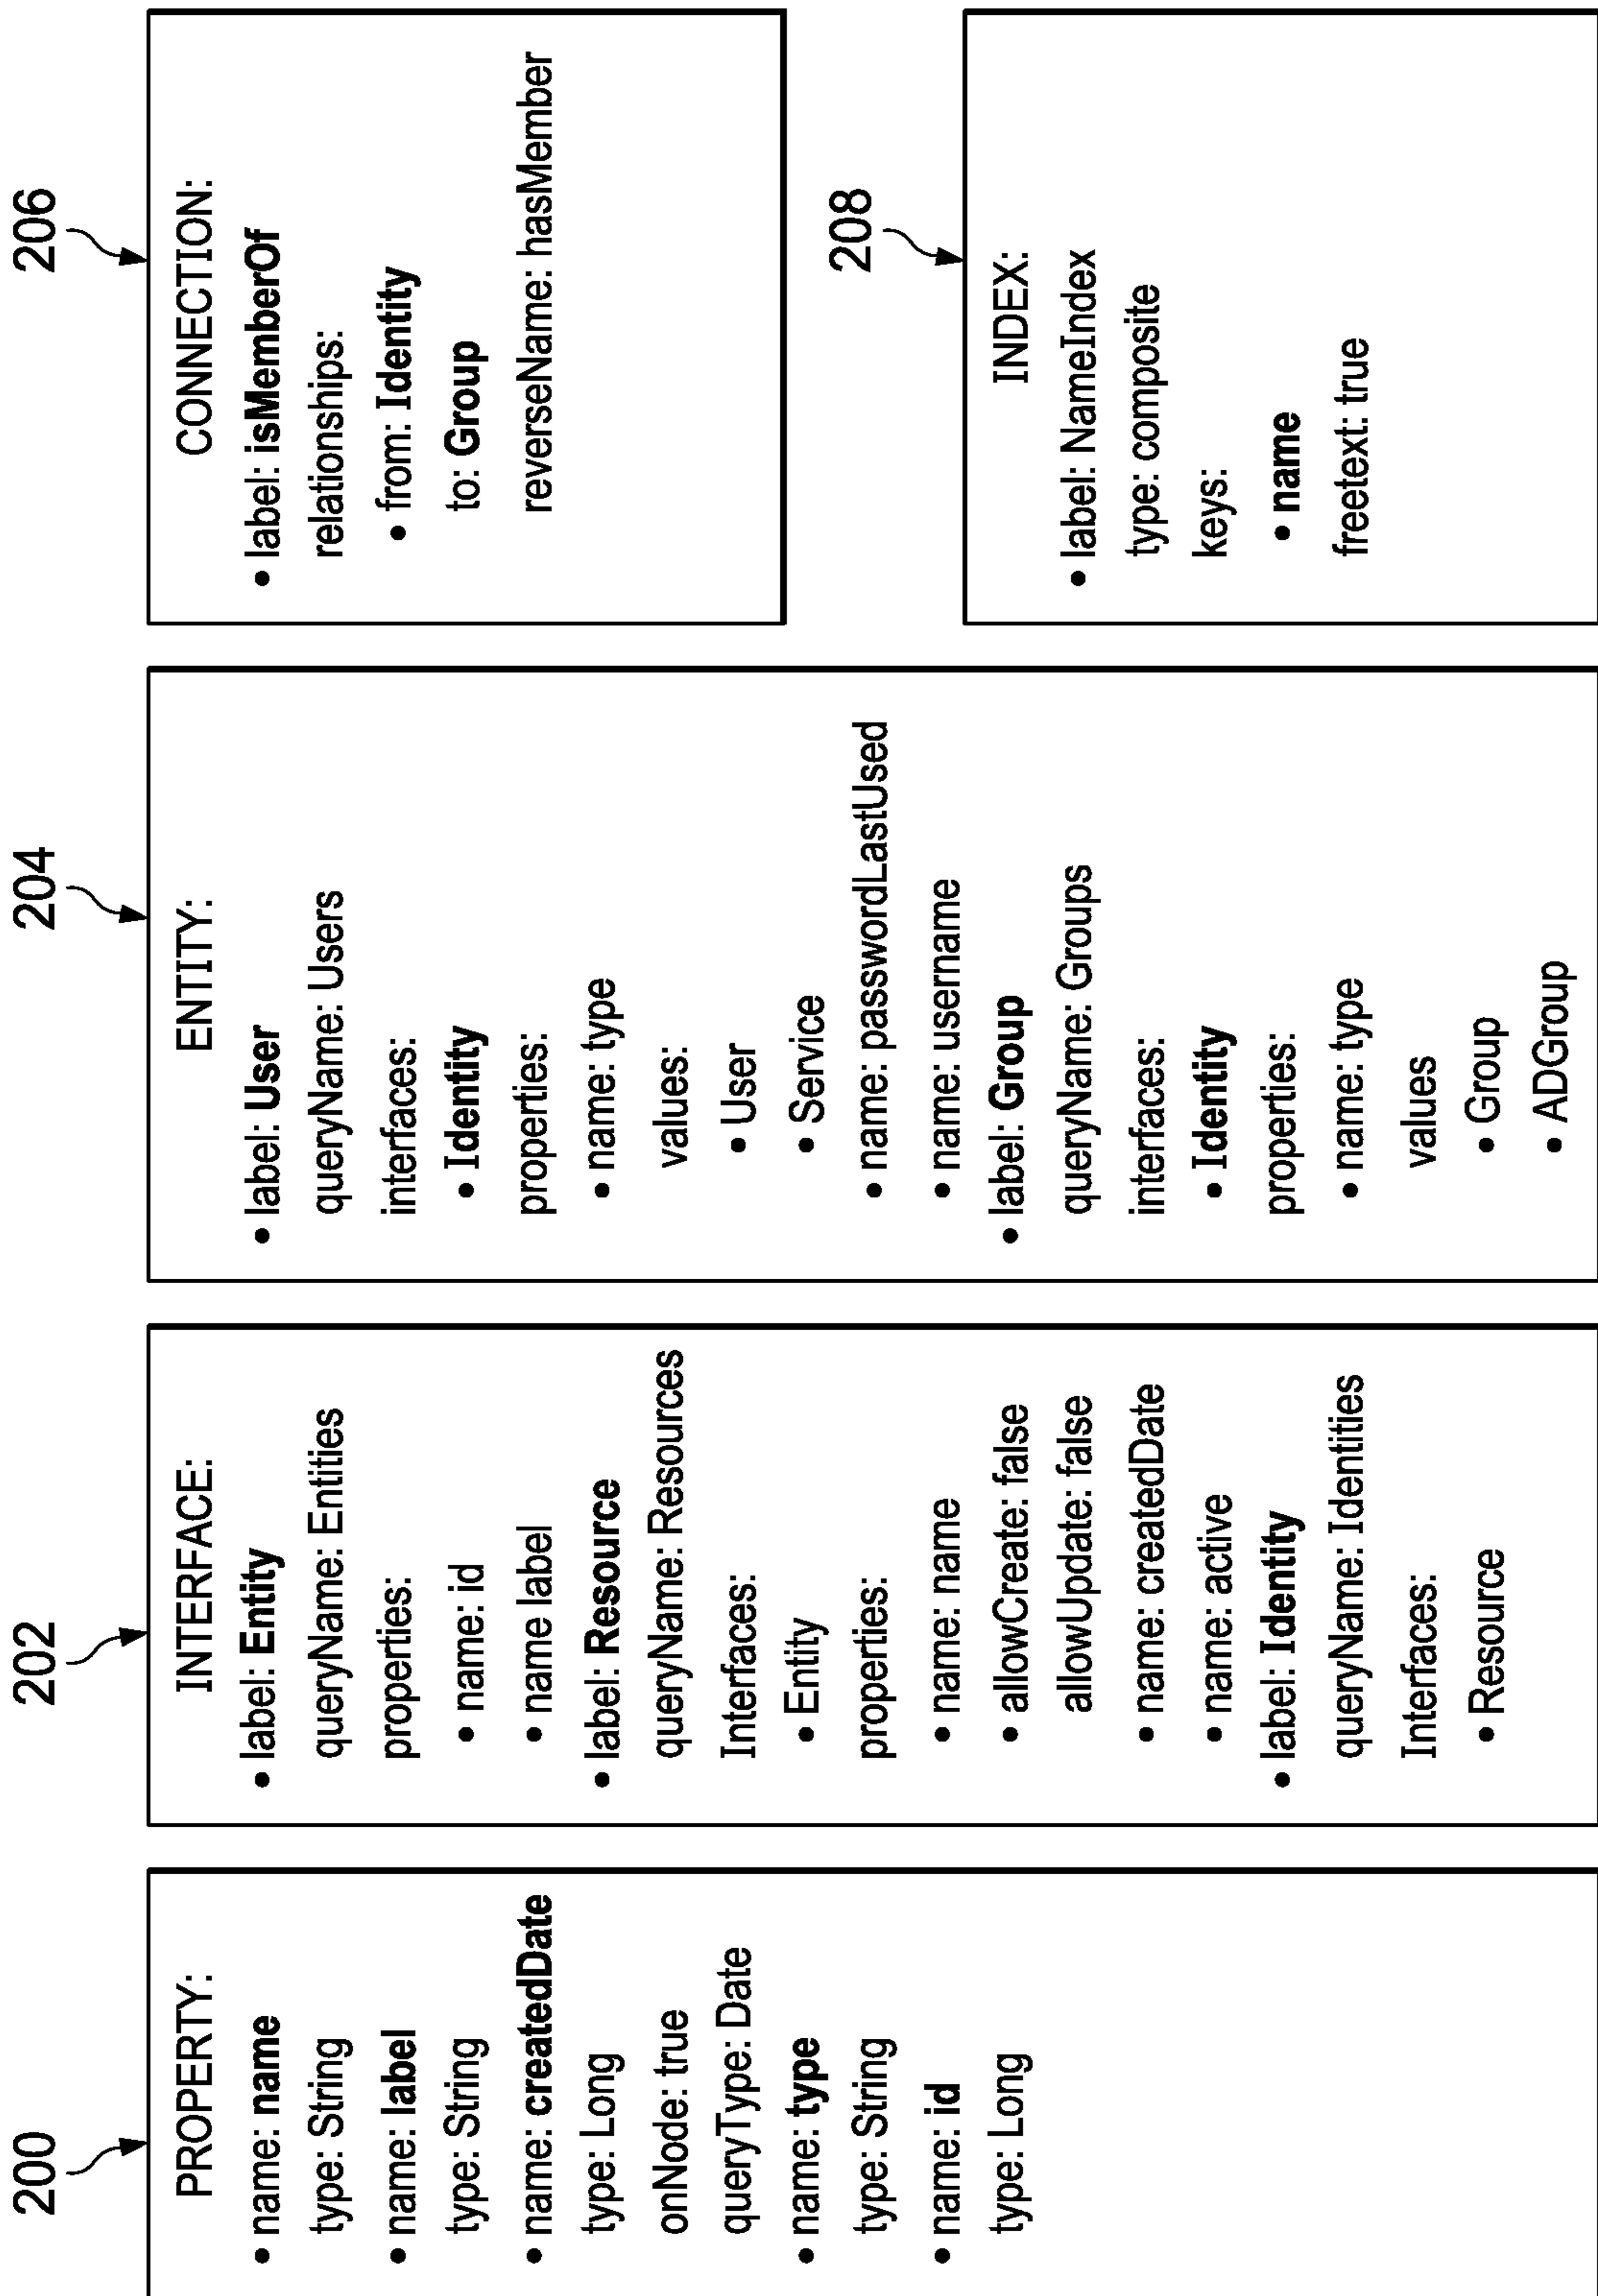 200
PROPERTY:
• name: name
type: String
• name: label
type: String
• name: createdDate
type: Long
onNode: true
queryType: Date
• name: type
type: String
• name: id
type: Long
202
INTERFACE:
• label: Entity
queryName: Entities
properties:
• name: id
• name label
• label: Resource
queryName: Resources
Interfaces:
• Entity
properties:
• name: name
• allowCreate: false
allowUpdate: false
• name: createdDate
• name: active
• label: Identity
queryName: Identities
Interfaces:
• Resource
204
ENTITY:
• label: User
queryName: Users
interfaces:
• Identity
properties:
• name: type
values:
• User
• Service
• name: passwordLastUsed
• name: username
• label: Group
queryName: Groups
interfaces:
• Identity
properties:
• name: type
values
• Group
• ADGroup
206
CONNECTION:
• label: isMemberOf
relationships:
• from: Identity
to: Group
reverseName: hasMember
208
INDEX:
• label: NameIndex
type: composite
keys:
• name
freetext: true